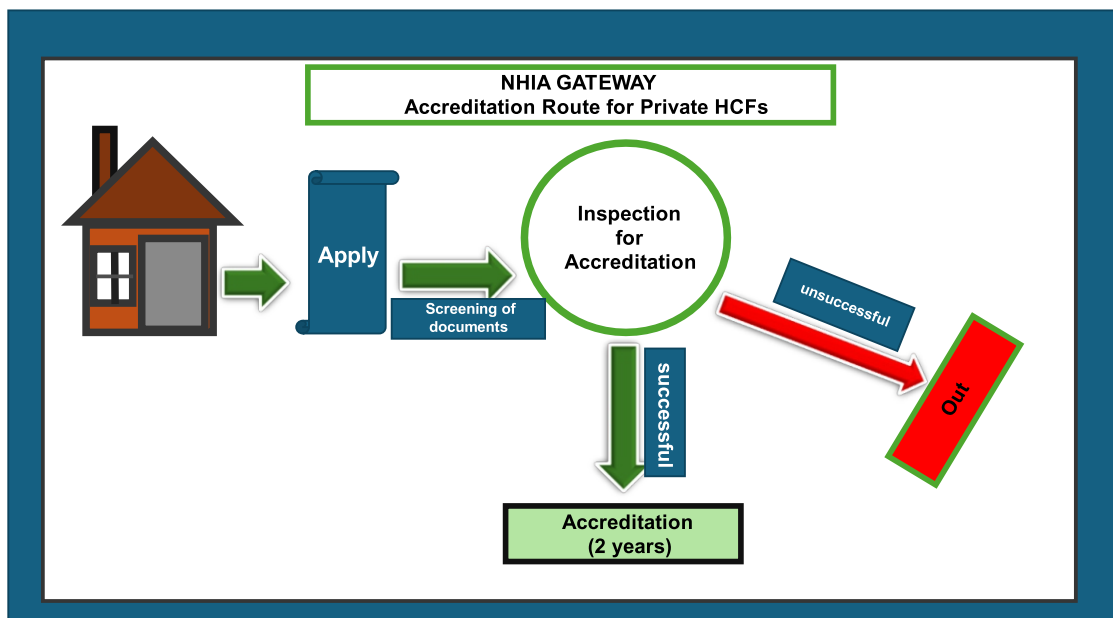 NHIA GATEWAY
Accreditation Route for Private HCFs
Apply
Screening of
documents
Inspection
for
Accreditation
unsuccessful
Out
successful
Accreditation
(2 years)